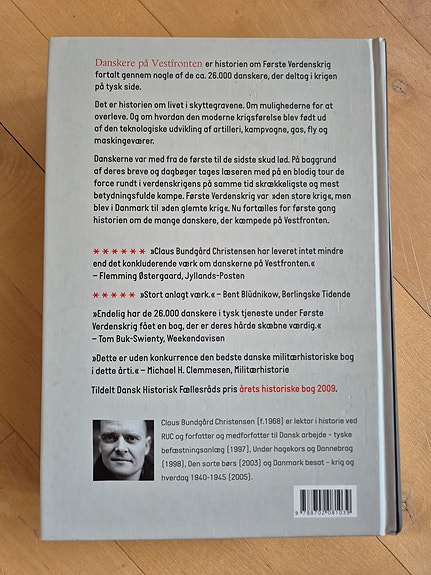 Danskere på Vestfronten er historien om Første Verdenskrig
fortalt gennem nogle af de ca. 26.000 danskere, der deltog i krigen
på tysk side.
Det er historien om livet i skyttegravene. Om mulighederne for at
overleve. Og om hvordan den moderne krigsførelse blev født ud
af den teknologiske udvikling af artilleri, kampvogne, gas, fly og
maskingeværer.
Danskerne var med fra de første til de sidste skud lød. På baggrund
af deres breve og dagbøger tages læseren med på en blodig tour de
force rundt i verdenskrigens på samme tid skrækkeligste og mest
betydningsfulde kampe. Første Verdenskrig var »den store krig«, men
blev i Danmark til »den glemte krig«. Nu fortælles for første gang
historien om de mange danskere, der kæmpede på Vestfronten.
✶ ✶ ✶ ✶ ✶ ✶ »Claus Bundgård Christensen har leveret intet mindre
end det konkluderende værk om danskerne på Vestfronten.«
– Flemming Østergaard, Jyllands-Posten
✶ ✶ ✶ ✶ ✶ »Stort anlagt værk.« – Bent Blüdnikow, Berlingske Tidende
»Endelig har de 26.000 danskere i tysk tjeneste under Første
Verdenskrig fået en bog, der er deres hårde skæbne værdig.«
– Tom Buk-Swienty, Weekendavisen
»Dette er uden konkurrence den bedste danske militærhistoriske bog
i dette årti.« – Michael H. Clemmesen, Militærhistorie
Tildelt Dansk Historisk Fællesråds pris årets historiske bog 2009.
Claus Bundgård Christensen (f.1968) er lektor i historie ved
RUC og forfatter og medforfatter til Dansk arbejde - tyske
befæstningsanlæg (1997), Under hagekors og Dannebrog
(1998), Den sorte børs (2003) og Danmark besat - krig og
hverdag 1940-1945 (2005).
9 788702 081039